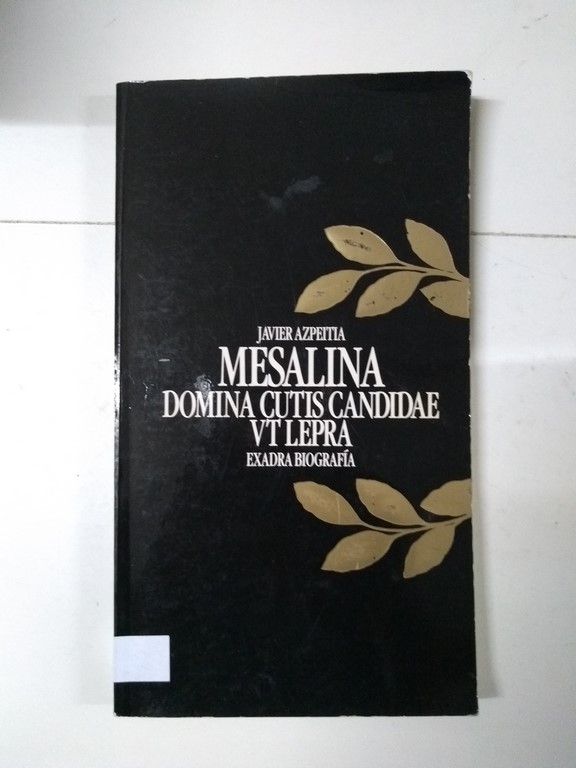 JAVIER AZPEITIA
MESALINA
DOMINA CUTIS CANDIDAE
VT LEPRA
EXADRA BIOGRAFÍA